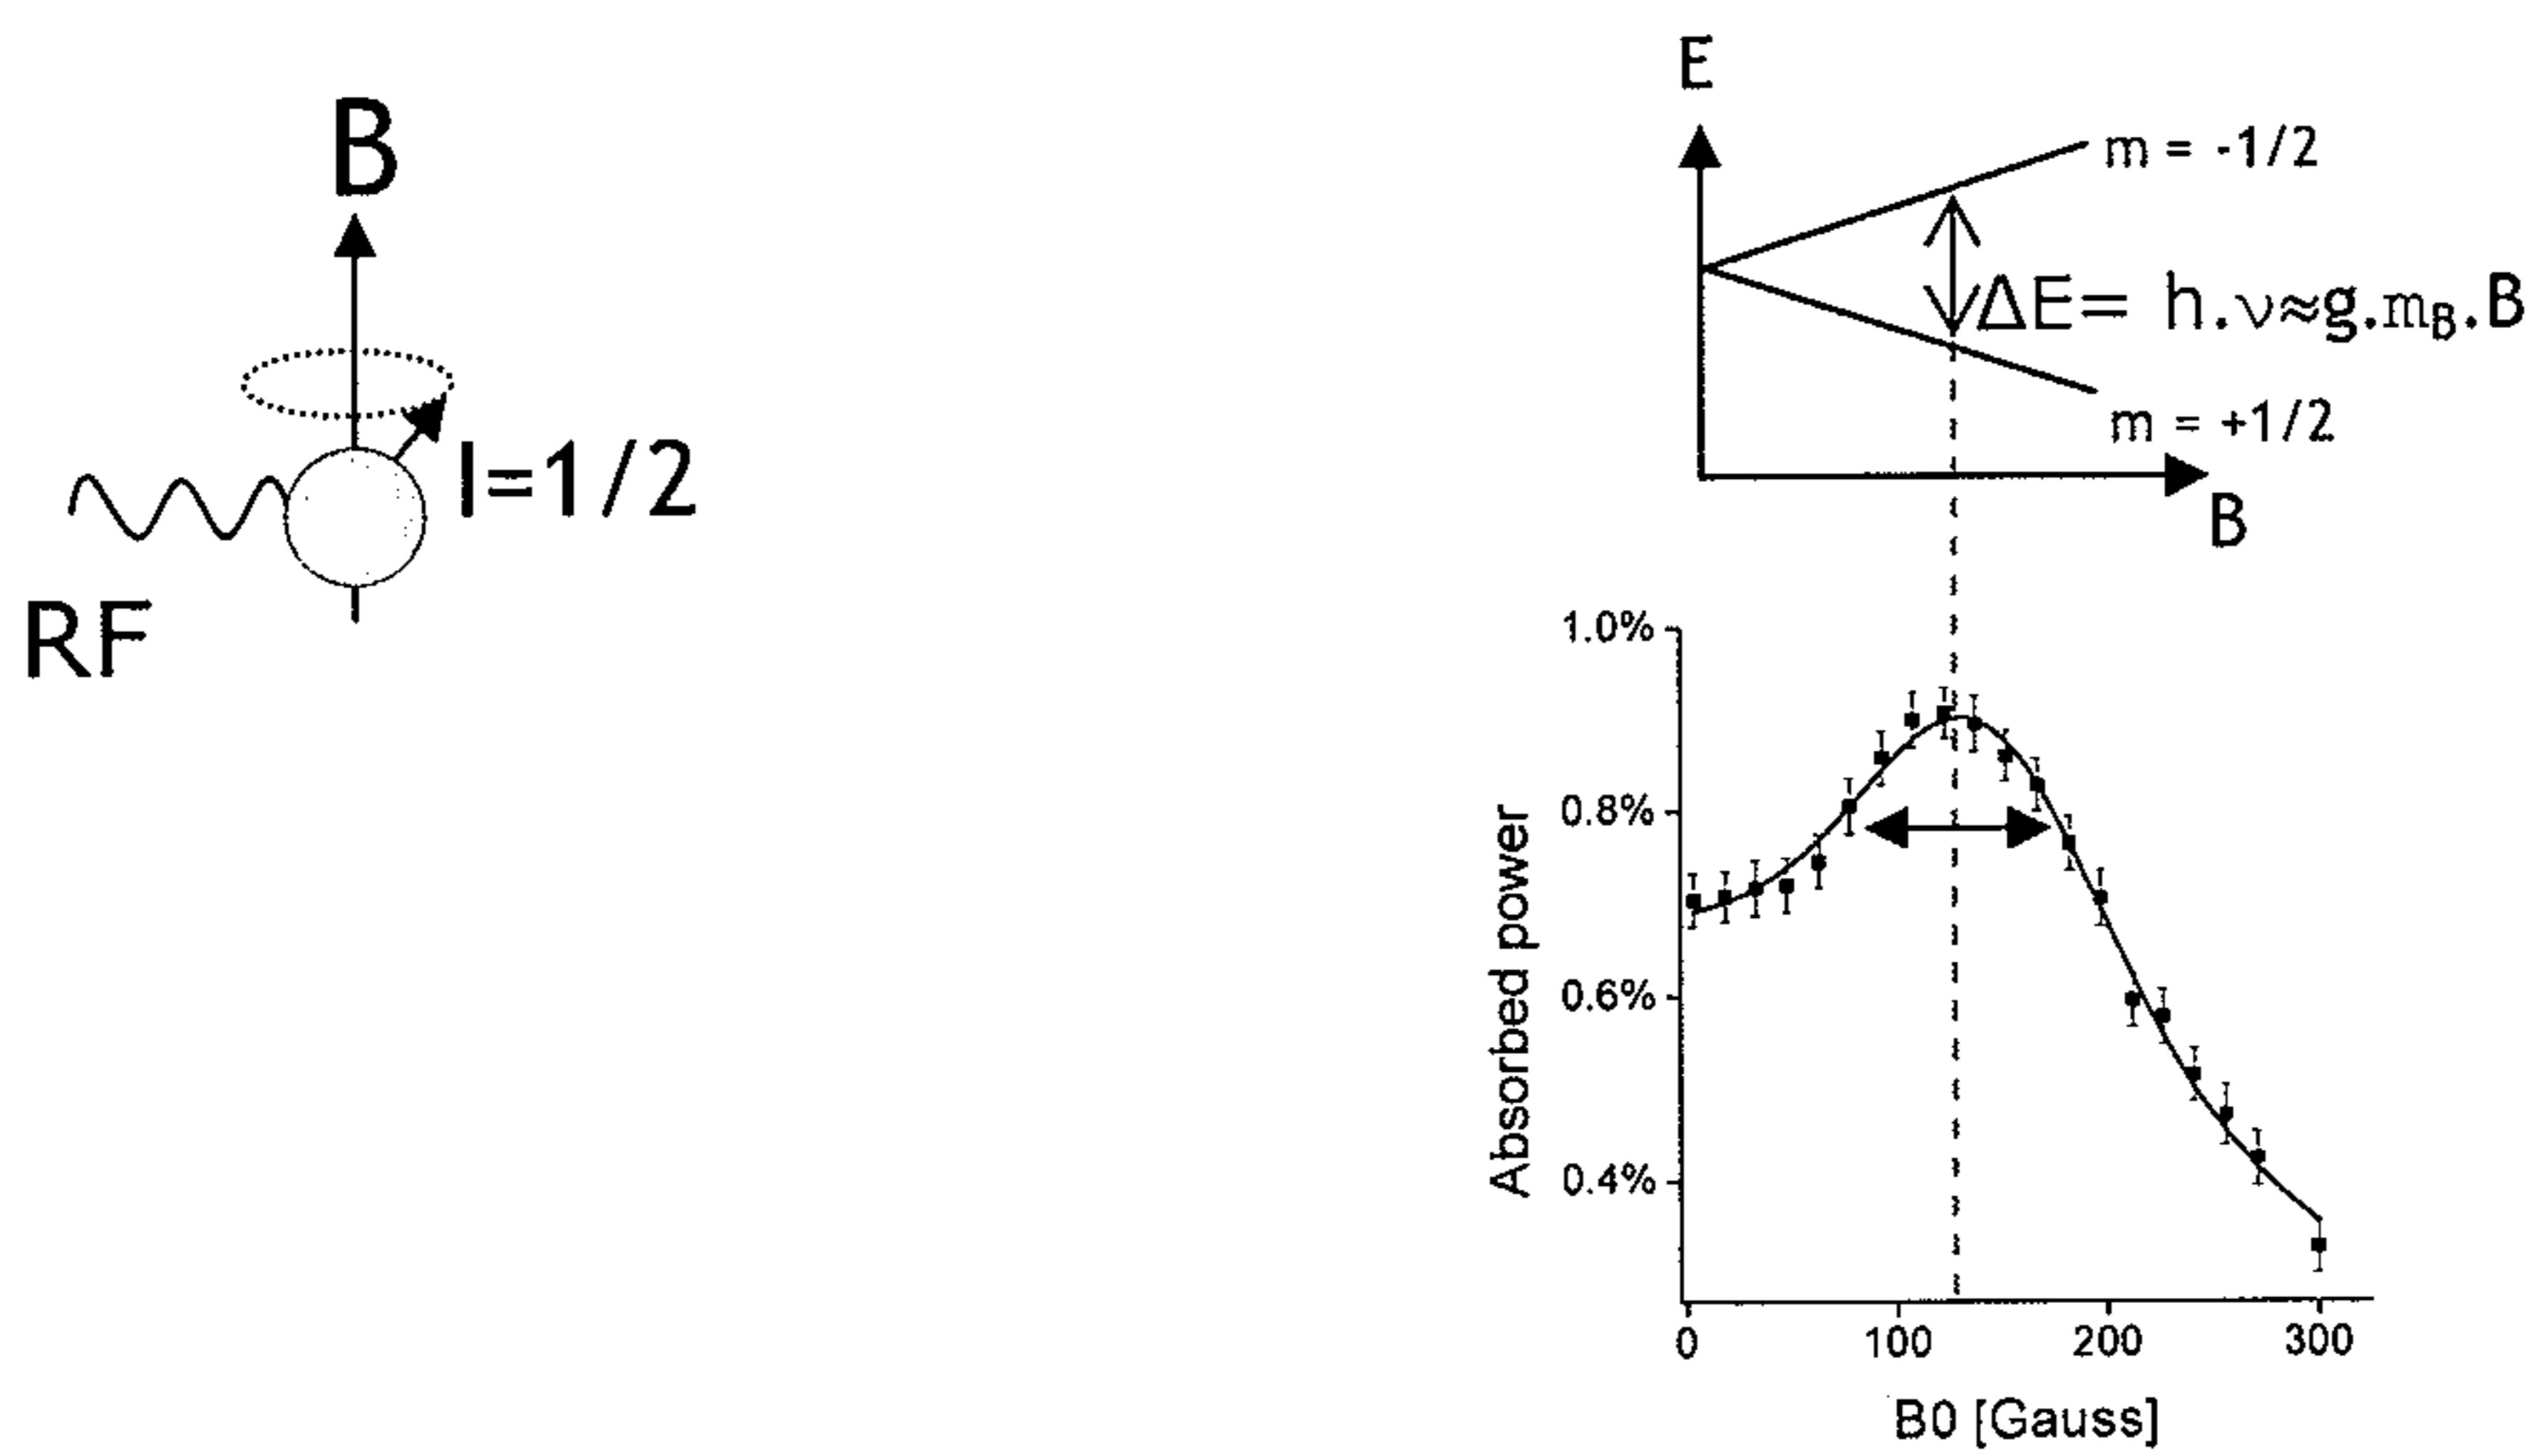 B
I=1/2
RF
E
m = -1/2
ΔE= h.ν≈g.mB.B
m = +1/2
B
1.0%
0.8%
0.6%
0.4%
Absorbed power
0 100 200 300
B0 [Gauss]